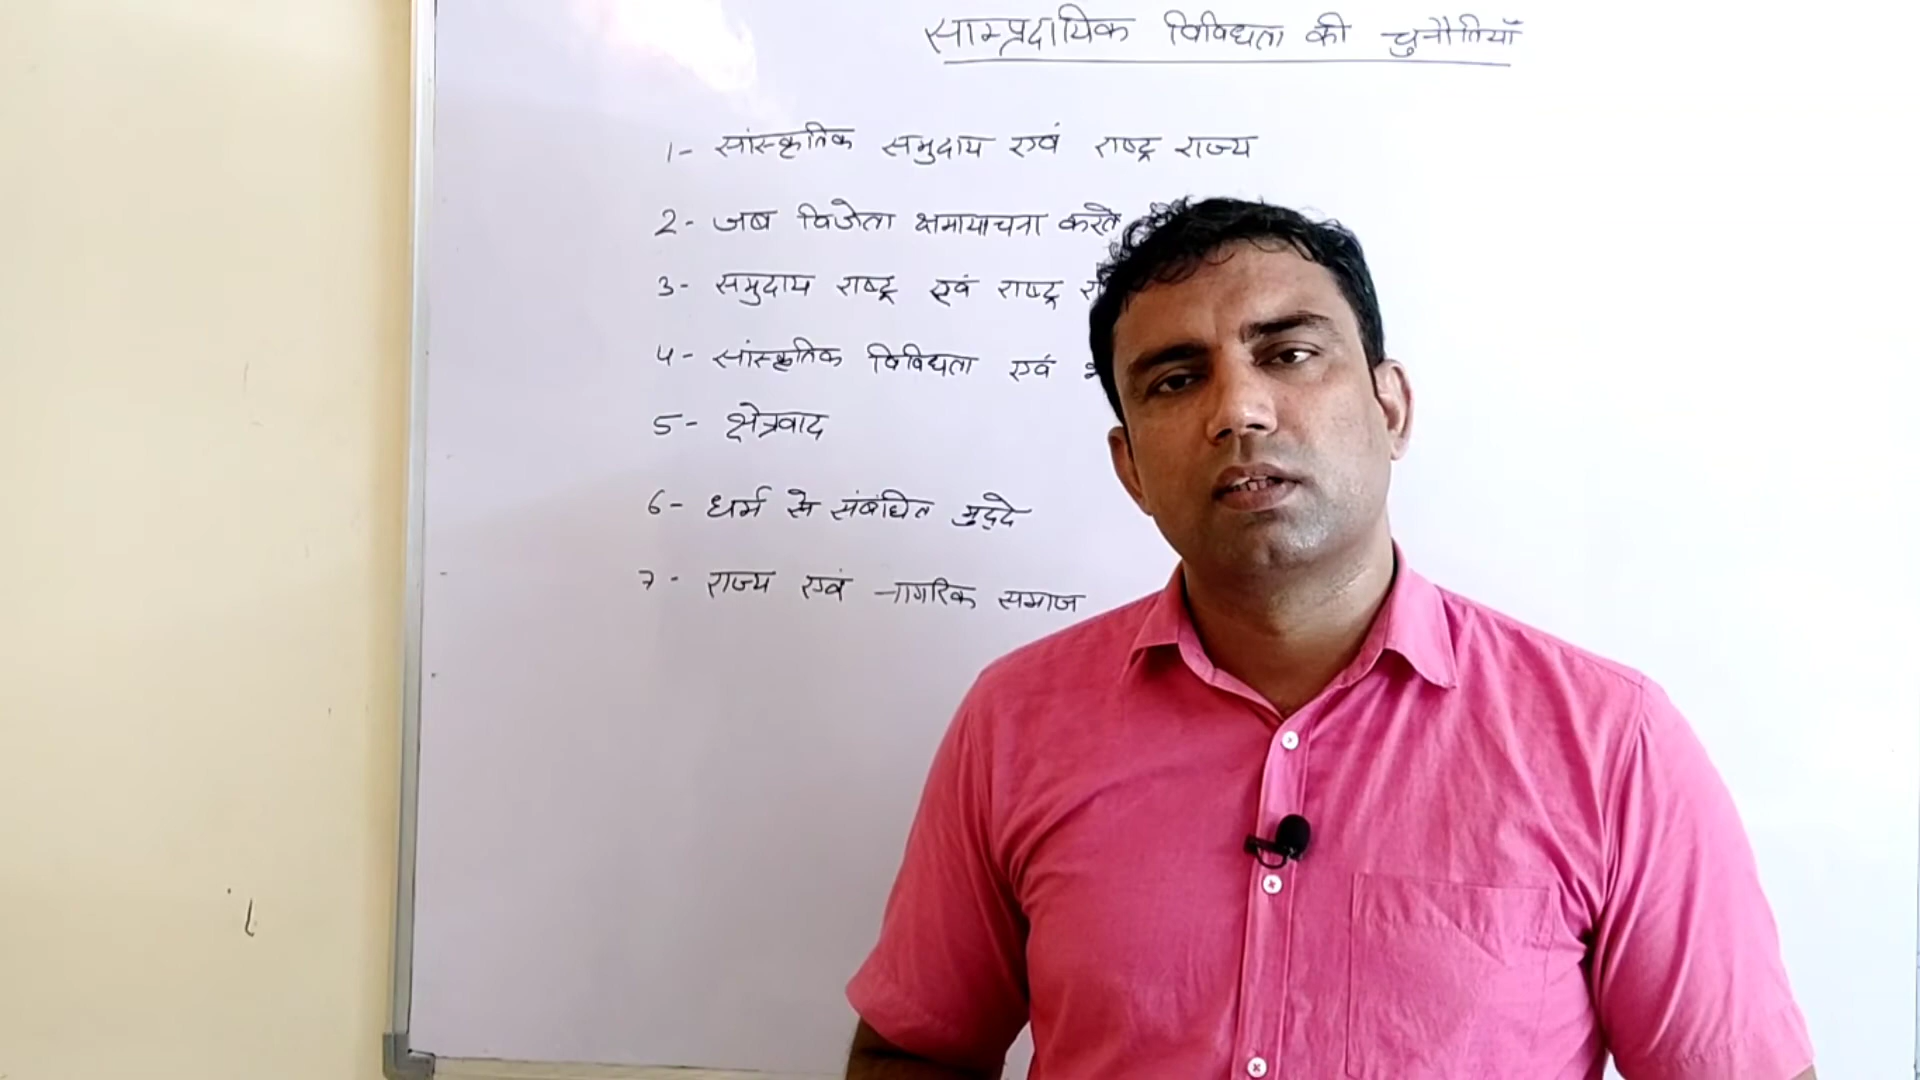 साम्प्रदायिक विविधता की चुनौतियाँ
1- सांस्कृतिक समुदाय एवं राष्ट्र राज्य
2- जब विजेता क्षमायाचना करते
3- समुदाय राष्ट्र एवं राष्ट्र
4- सांस्कृतिक विविधता एवं
5- क्षेत्रवाद
6- धर्म से संबंधित मुद्दे
7- राज्य एवं नागरिक समाज